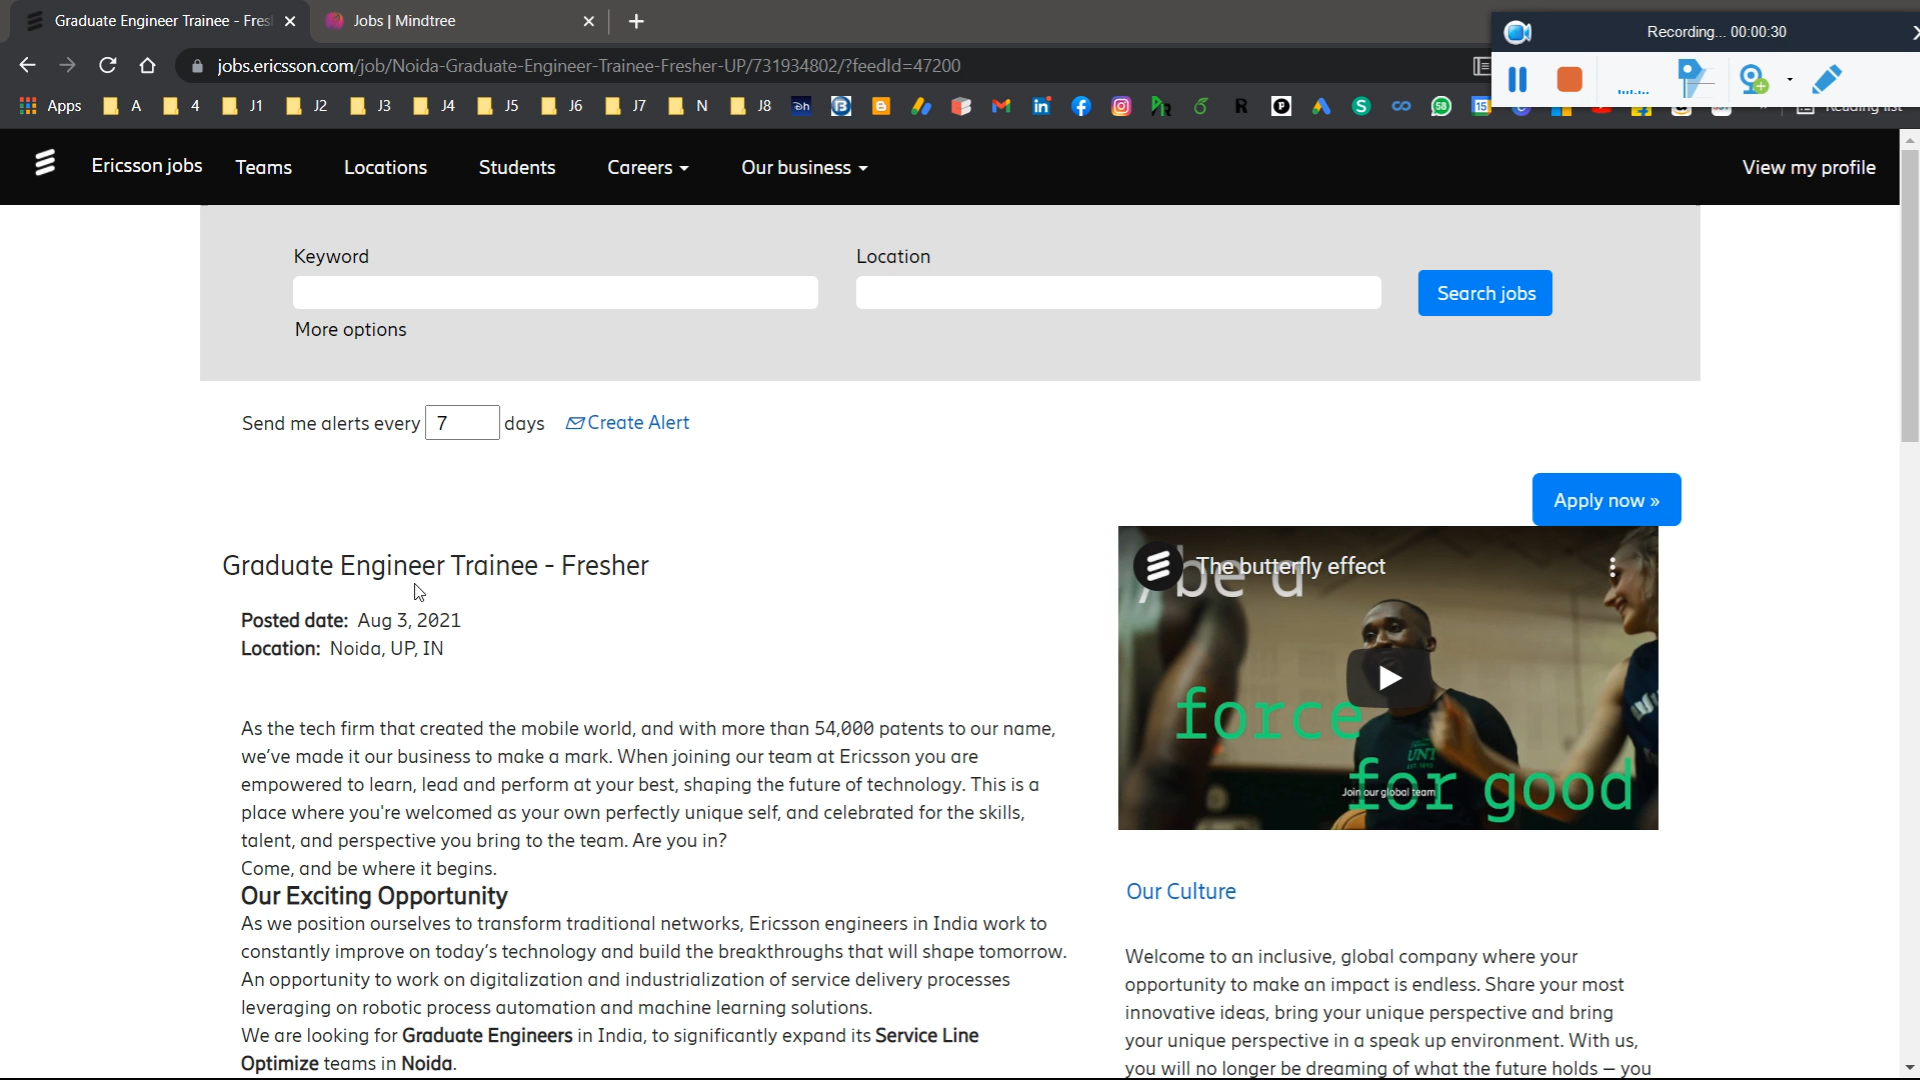 Graduate Engineer Trainee - Fres
Jobs | Mindtree
Recording... 00:00:30
jobs.ericsson.com/job/Noida-Graduate-Engineer-Trainee-Fresher-UP/731934802/?feedId=47200
Apps A 4 J1 J2 J3 J4 J5 J6 J7 N J8
Reading list
Ericsson jobs Teams Locations Students Careers Our business View my profile
Keyword Location
Search jobs
More options
Send me alerts every 7 days Create Alert
Apply now »
Graduate Engineer Trainee - Fresher
Posted date: Aug 3, 2021
Location: Noida, UP, IN
As the tech firm that created the mobile world, and with more than 54,000 patents to our name,
we've made it our business to make a mark. When joining our team at Ericsson you are
empowered to learn, lead and perform at your best, shaping the future of technology. This is a
place where you're welcomed as your own perfectly unique self, and celebrated for the skills,
talent, and perspective you bring to the team. Are you in?
Come, and be where it begins.
Our Exciting Opportunity
As we position ourselves to transform traditional networks, Ericsson engineers in India work to
constantly improve on today's technology and build the breakthroughs that will shape tomorrow.
An opportunity to work on digitalization and industrialization of service delivery processes
leveraging on robotic process automation and machine learning solutions.
We are looking for Graduate Engineers in India, to significantly expand its Service Line
Optimize teams in Noida.
The butterfly effect
/be a
force
for good
Join our global team
UNT
Our Culture
Welcome to an inclusive, global company where your
opportunity to make an impact is endless. Share your most
innovative ideas, bring your unique perspective and bring
your unique perspective in a speak up environment. With us,
you will no longer be dreaming of what the future holds – you